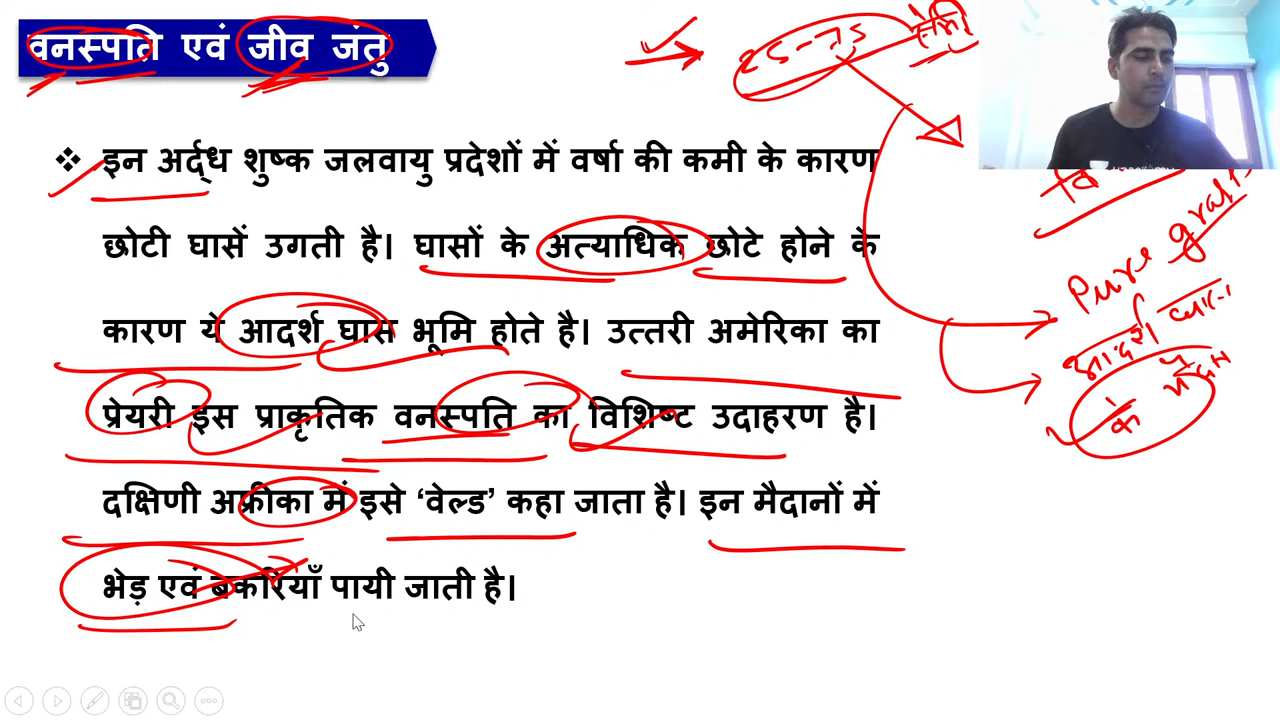 वनस्पति एवं जीव जंतु
25-75 सेमी
❖ इन अर्द्ध शुष्क जलवायु प्रदेशों में वर्षा की कमी के कारण
छोटी घासें उगती है। घासों के अत्याधिक छोटे होने के
कारण ये आदर्श घास भूमि होते है। उत्तरी अमेरिका का
प्रेयरी इस प्राकृतिक वनस्पति का विशिष्ट उदाहरण है।
दक्षिणी अफ्रीका में इसे ‘वेल्ड’ कहा जाता है। इन मैदानों में
भेड़ एवं बकरियाँ पायी जाती है।
Pure
आदर्श घास
के मैदान